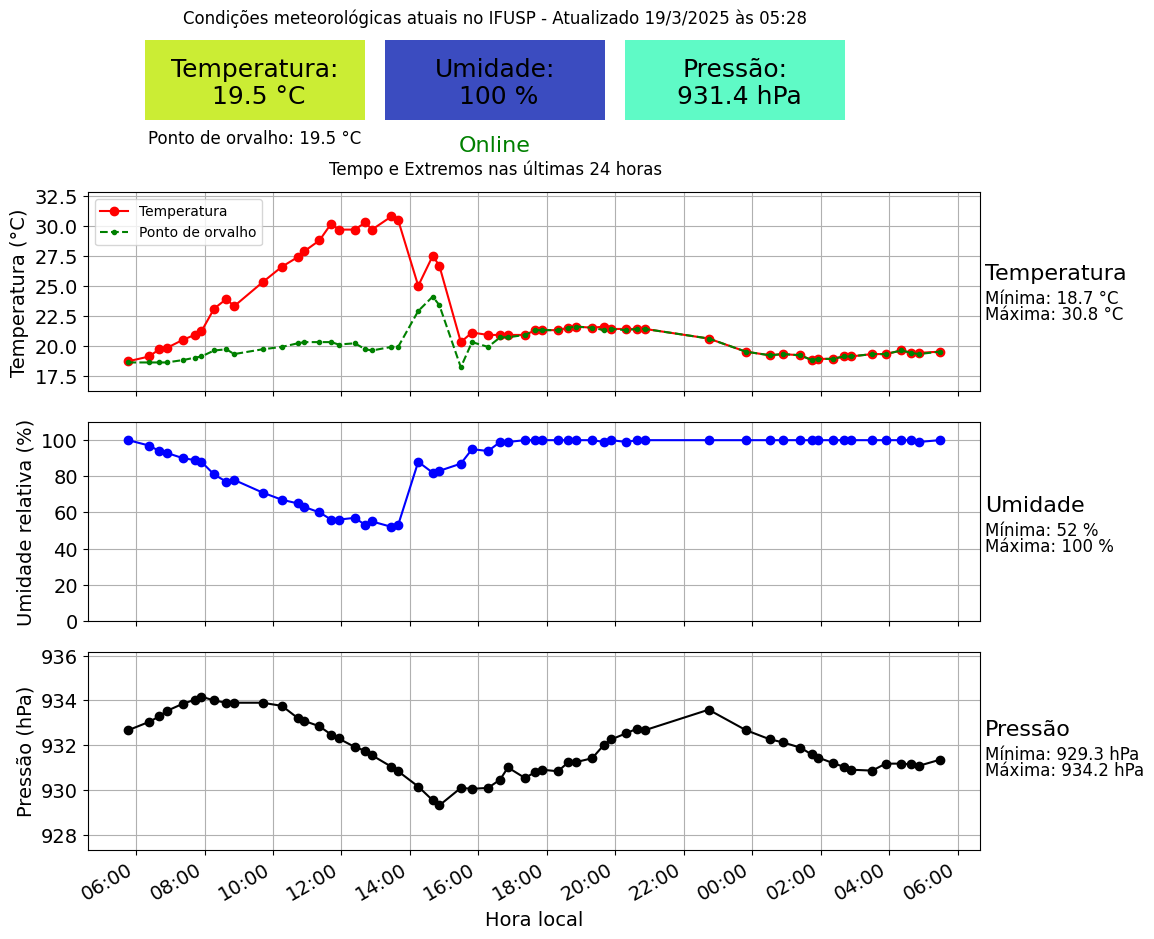 Condições meteorológicas atuais no IFUSP - Atualizado 19/3/2025 às 05:28
Temperatura:
19.5 °C
Umidade:
100 %
Pressão:
931.4 hPa
Ponto de orvalho: 19.5 °C
Online
Tempo e Extremos nas últimas 24 horas
Temperatura (°C)
32.5
30.0
27.5
25.0
22.5
20.0
17.5
Temperatura
Ponto de orvalho
Temperatura
Mínima: 18.7 °C
Máxima: 30.8 °C
Umidade relativa (%)
100
80
60
40
20
0
Umidade
Mínima: 52 %
Máxima: 100 %
Pressão (hPa)
936
934
932
930
928
Pressão
Mínima: 929.3 hPa
Máxima: 934.2 hPa
06:00
08:00
10:00
12:00
14:00
16:00
18:00
20:00
22:00
00:00
02:00
04:00
06:00
Hora local